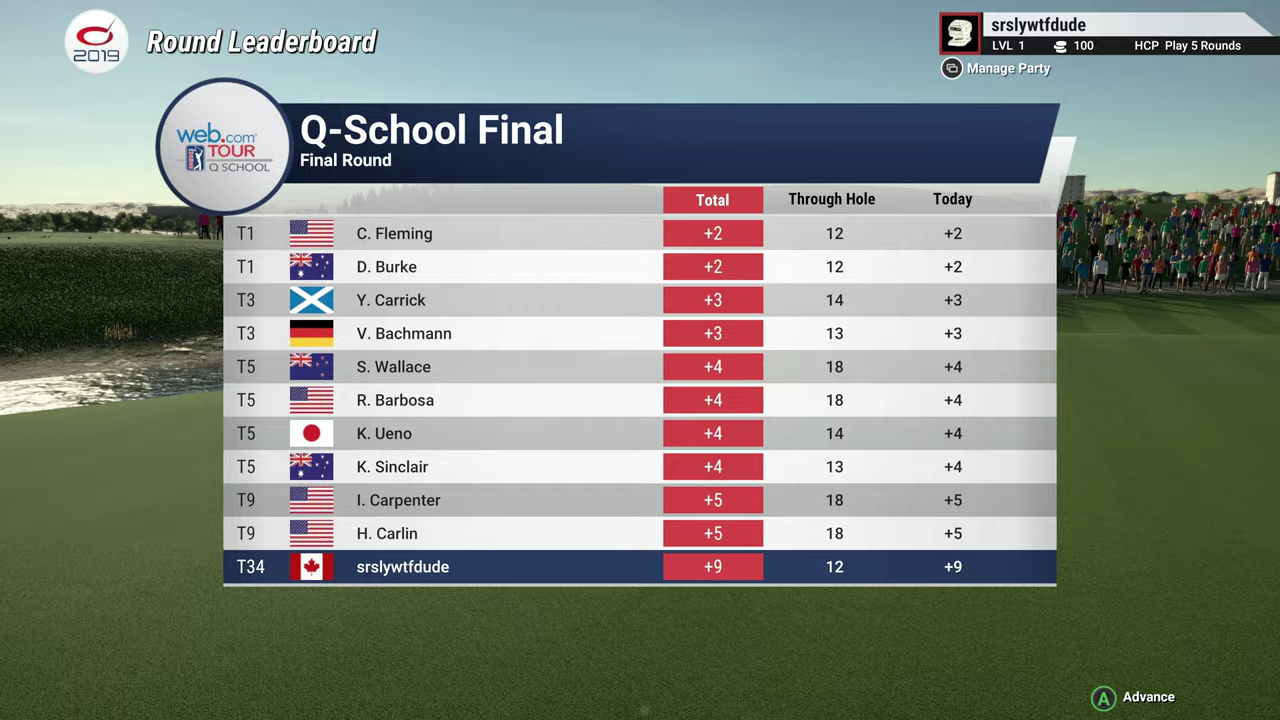 2019
Round Leaderboard
srslywtfdude
LVL 1 100 HCP Play 5 Rounds
Manage Party
web.com
TOUR
Q SCHOOL
Q-School Final
Final Round
Total Through Hole Today
T1 C. Fleming +2 12 +2
T1 D. Burke +2 12 +2
T3 Y. Carrick +3 14 +3
T3 V. Bachmann +3 13 +3
T5 S. Wallace +4 18 +4
T5 R. Barbosa +4 18 +4
T5 K. Ueno +4 14 +4
T5 K. Sinclair +4 13 +4
T9 I. Carpenter +5 18 +5
T9 H. Carlin +5 18 +5
T34 srslywtfdude +9 12 +9
A Advance